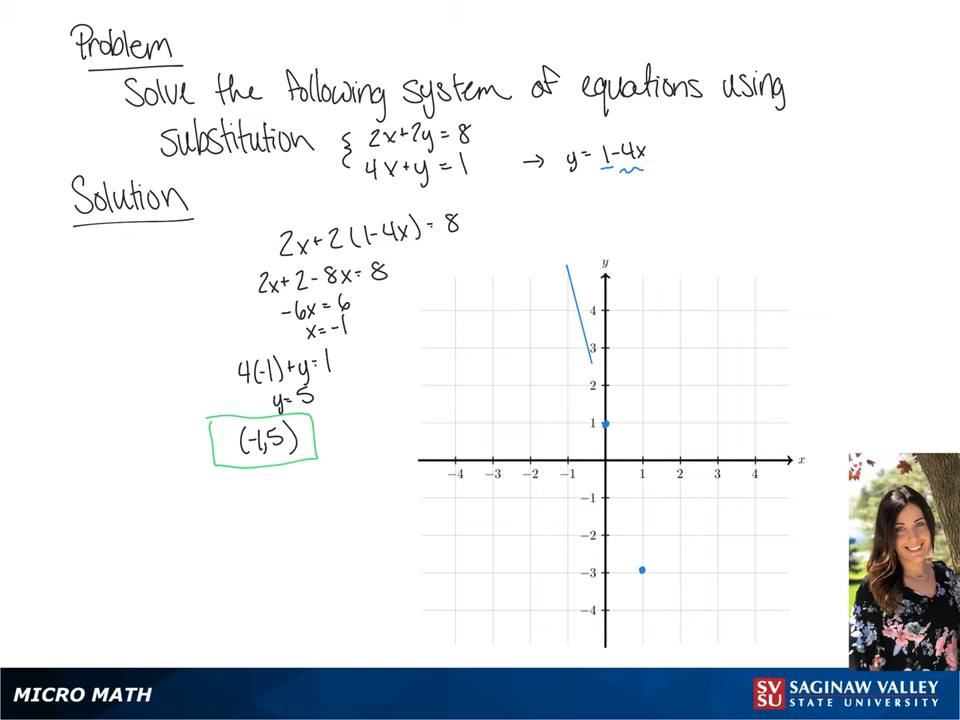 Problem
Solve the following system of equations using
substitution { 2x+2y=8
4x+y=1 → y=1-4x
Solution
2x+2(1-4x)=8
2x+2-8x=8
-6x=6
x=-1
4(-1)+y=1
y=5
(-1,5)
y
4
3
2
1
-4 -3 -2 -1 1 2 3 4 x
-1
-2
-3
-4
MICRO MATH
SV SU SAGINAW VALLEY
STATE UNIVERSITY